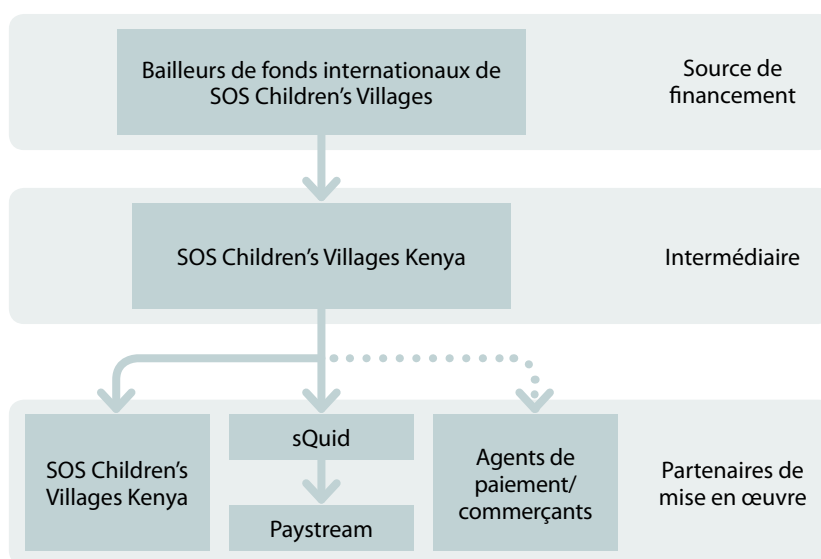 Bailleurs de fonds internationaux de
SOS Children’s Villages
Source de
financement
SOS Children’s Villages Kenya
Intermédiaire
SOS Children’s
Villages Kenya
sQuid
Paystream
Agents de
paiement/
commerçants
Partenaires de
mise en œuvre